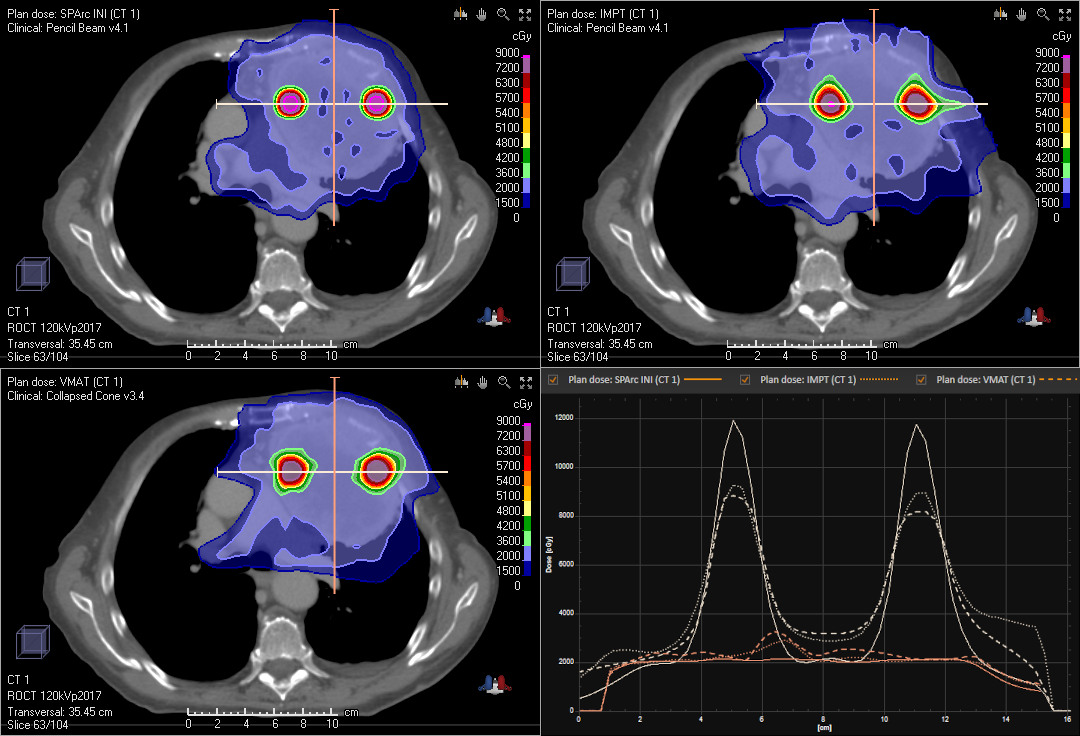 Plan dose: SPArc INI (CT 1)
Clinical: Pencil Beam v4.1
cGy
9000
7200
6300
5700
5400
5100
4800
4200
3600
2000
1500
0
CT 1
ROCT 120kVp2017
Transversal: 35.45 cm
Slice 63/104
0 2 4 6 8 10 cm
Plan dose: IMPT (CT 1)
Clinical: Pencil Beam v4.1
cGy
9000
7200
6300
5700
5400
5100
4800
4200
3600
2000
1500
0
CT 1
ROCT 120kVp2017
Transversal: 35.45 cm
Slice 63/104
0 2 4 6 8 10 cm
Plan dose: VMAT (CT 1)
Clinical: Collapsed Cone v3.4
cGy
9000
7200
6300
5700
5400
5100
4800
4200
3600
2000
1500
0
CT 1
ROCT 120kVp2017
Transversal: 35.45 cm
Slice 63/104
0 2 4 6 8 10 cm
Plan dose: SPArc INI (CT 1) Plan dose: IMPT (CT 1) Plan dose: VMAT (CT 1)
12000
10000
8000
6000
4000
2000
0
Dose [cGy]
0 2 4 6 8 10 12 14 16
[cm]